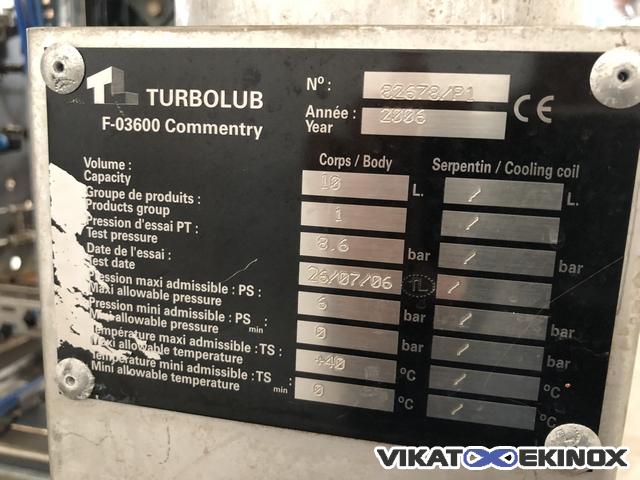 TL TURBOLUB
F-03600 Commentry
N°: 82678/P1
Année : 2006
Year
CE
Corps / Body Serpentin / Cooling coil
Volume : 10 L. / L.
Capacity
Groupe de produits : 1 /
Products group
Pression d'essai PT : 8.6 bar / bar
Test pressure
Date de l'essai : 26/07/06 TL /
Test date
Pression maxi admissible : PS : 6 bar / bar
Maxi allowable pressure
Pression mini admissible : PS min 0 bar / bar
Mini allowable pressure
Température maxi admissible : TS : +40 °C / °C
Maxi allowable temperature
Température mini admissible : TS min 0 °C / °C
Mini allowable temperature
VIKAT EKINOX